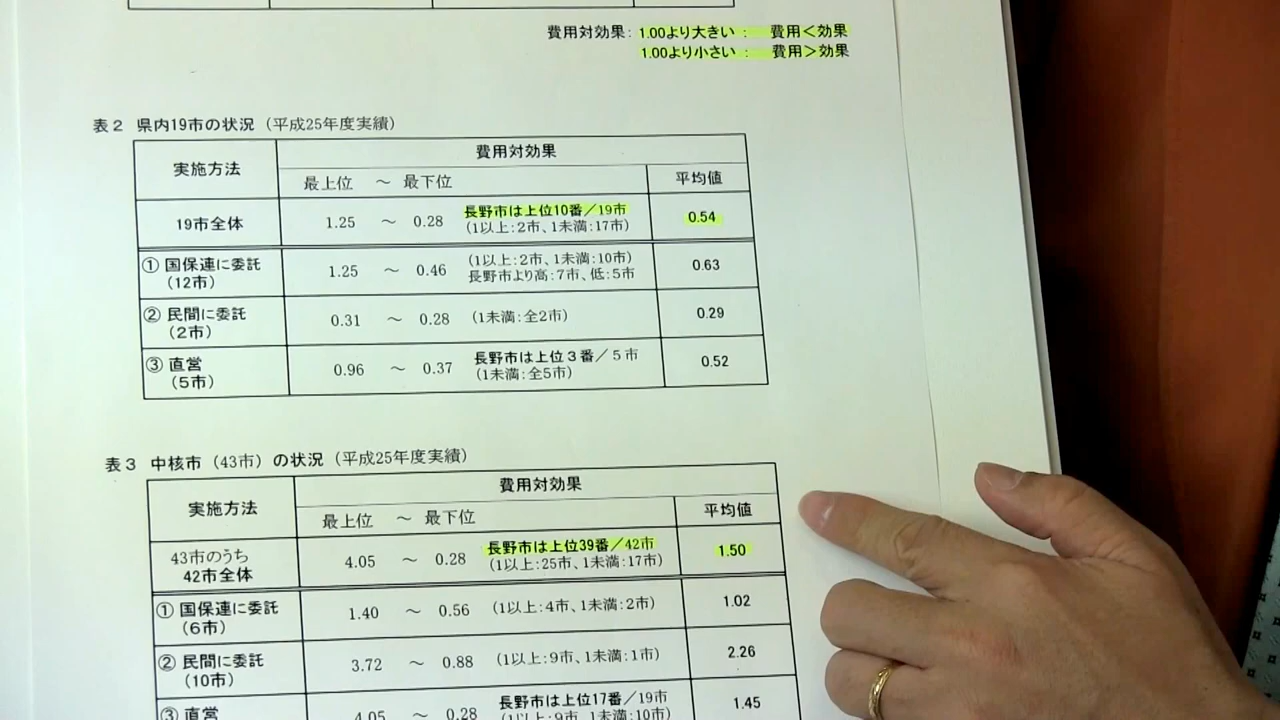 費用対効果： 1.00より大きい ： 費用＜効果
1.00より小さい ： 費用＞効果
表２ 県内19市の状況（平成25年度実績）
実施方法
費用対効果
最上位 ～ 最下位
平均値
19市全体
1.25 ～ 0.28
長野市は上位10番／19市
（1以上：2市、1未満：17市）
0.54
① 国保連に委託
（12市）
1.25 ～ 0.46
（1以上：2市、1未満：10市）
長野市より高：7市、低：5市
0.63
② 民間に委託
（2市）
0.31 ～ 0.28
（1未満：全2市）
0.29
③ 直営
（5市）
0.96 ～ 0.37
長野市は上位３番／５市
（1未満：全5市）
0.52
表３ 中核市（43市）の状況（平成25年度実績）
実施方法
費用対効果
最上位 ～ 最下位
平均値
43市のうち
42市全体
4.05 ～ 0.28
長野市は上位39番／42市
（1以上：25市、1未満：17市）
1.50
① 国保連に委託
（6市）
1.40 ～ 0.56
（1以上：4市、1未満：2市）
1.02
② 民間に委託
（10市）
3.72 ～ 0.88
（1以上：9市、1未満：1市）
2.26
③ 直営
4.05 ～ 0.28
長野市は上位17番／19市
（1以上：9市、1未満：10市）
1.45